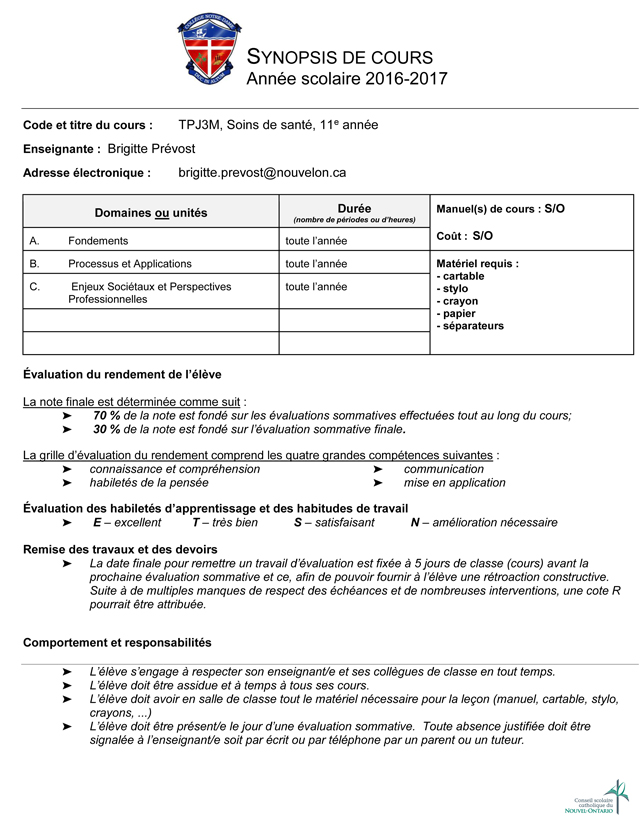 COLLÈGE NOTRE-DAME
SYNOPSIS DE COURS
Année scolaire 2016-2017
Code et titre du cours : TPJ3M, Soins de santé, 11e année
Enseignante : Brigitte Prévost
Adresse électronique : brigitte.prevost@nouvelon.ca
Domaines ou unités
Durée
(nombre de périodes ou d’heures)
Manuel(s) de cours : S/O
Coût : S/O
A. Fondements toute l’année
B. Processus et Applications toute l’année
C. Enjeux Sociétaux et Perspectives Professionnelles toute l’année
Matériel requis :
- cartable
- stylo
- crayon
- papier
- séparateurs
Évaluation du rendement de l’élève
La note finale est déterminée comme suit :
➤ 70 % de la note est fondé sur les évaluations sommatives effectuées tout au long du cours;
➤ 30 % de la note est fondé sur l’évaluation sommative finale.
La grille d’évaluation du rendement comprend les quatre grandes compétences suivantes :
➤ connaissance et compréhension ➤ communication
➤ habiletés de la pensée ➤ mise en application
Évaluation des habiletés d’apprentissage et des habitudes de travail
➤ E – excellent T – très bien S – satisfaisant N – amélioration nécessaire
Remise des travaux et des devoirs
➤ La date finale pour remettre un travail d’évaluation est fixée à 5 jours de classe (cours) avant la
prochaine évaluation sommative et ce, afin de pouvoir fournir à l’élève une rétroaction constructive.
Suite à de multiples manques de respect des échéances et de nombreuses interventions, une cote R
pourrait être attribuée.
Comportement et responsabilités
➤ L’élève s’engage à respecter son enseignant/e et ses collègues de classe en tout temps.
➤ L’élève doit être assidue et à temps à tous ses cours.
➤ L’élève doit avoir en salle de classe tout le matériel nécessaire pour la leçon (manuel, cartable, stylo,
crayons, ...)
➤ L’élève doit être présent/e le jour d’une évaluation sommative. Toute absence justifiée doit être
signalée à l’enseignant/e soit par écrit ou par téléphone par un parent ou un tuteur.
Conseil scolaire
catholique du
NOUVEL-ONTARIO